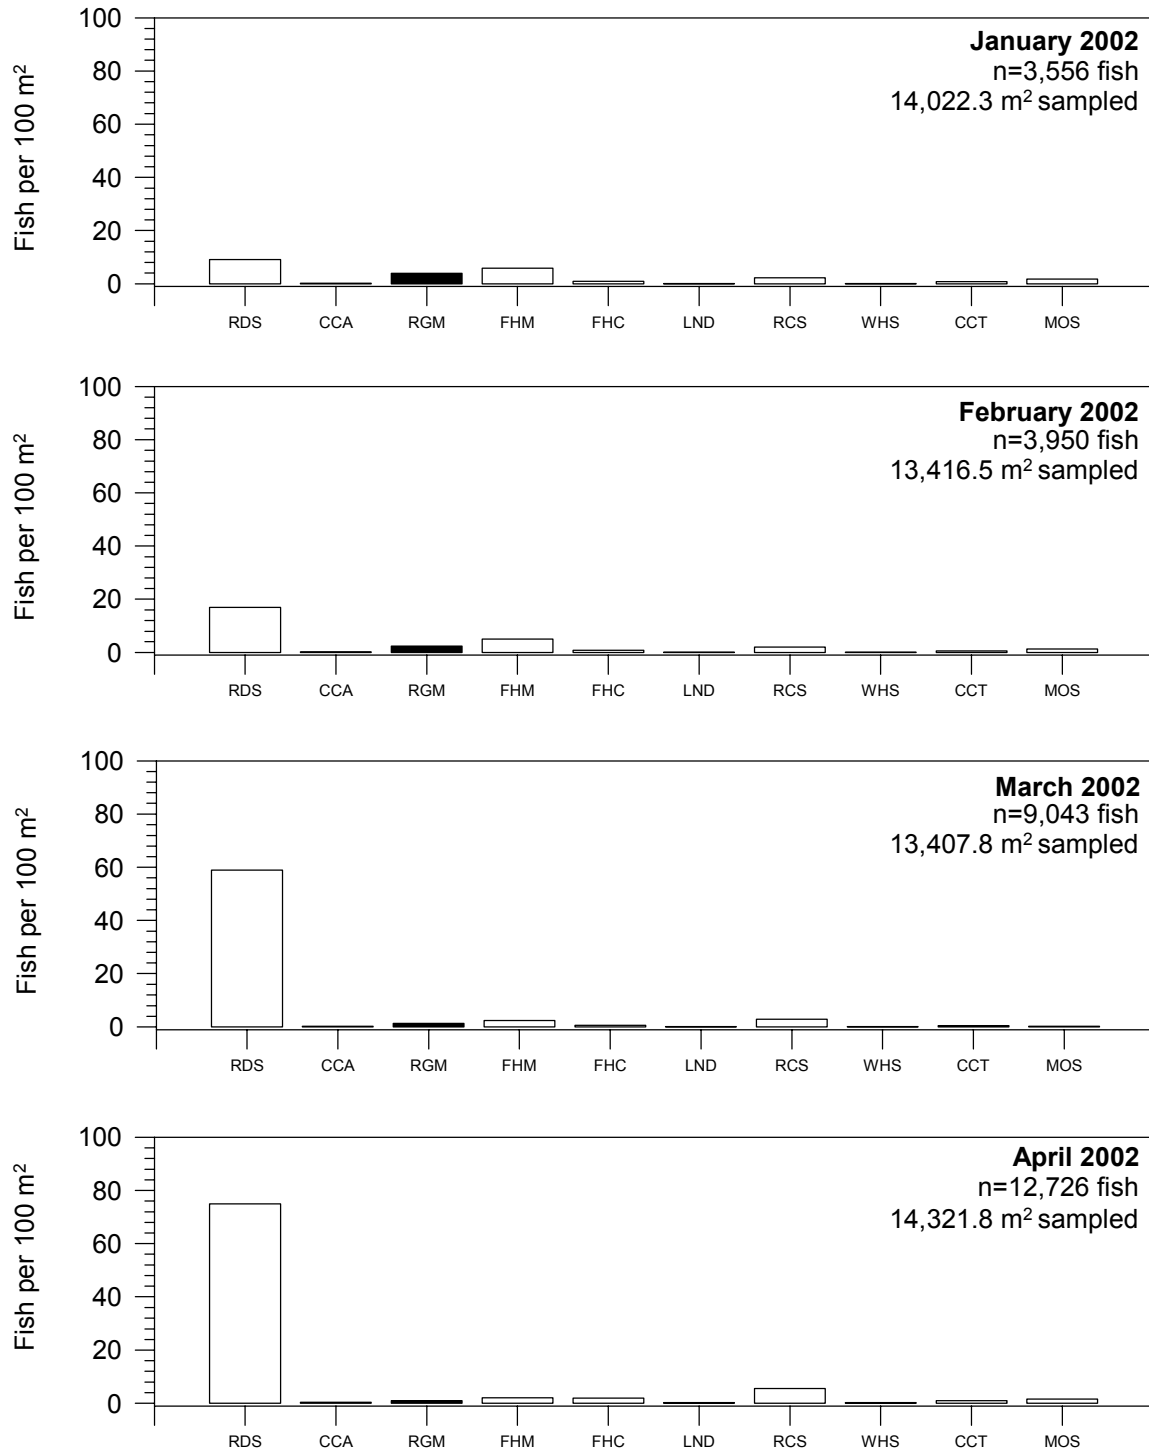 January 2002
n=3,556 fish
14,022.3 m² sampled
Fish per 100 m²
100
80
60
40
20
0
RDS CCA RGM FHM FHC LND RCS WHS CCT MOS
February 2002
n=3,950 fish
13,416.5 m² sampled
Fish per 100 m²
100
80
60
40
20
0
RDS CCA RGM FHM FHC LND RCS WHS CCT MOS
March 2002
n=9,043 fish
13,407.8 m² sampled
Fish per 100 m²
100
80
60
40
20
0
RDS CCA RGM FHM FHC LND RCS WHS CCT MOS
April 2002
n=12,726 fish
14,321.8 m² sampled
Fish per 100 m²
100
80
60
40
20
0
RDS CCA RGM FHM FHC LND RCS WHS CCT MOS